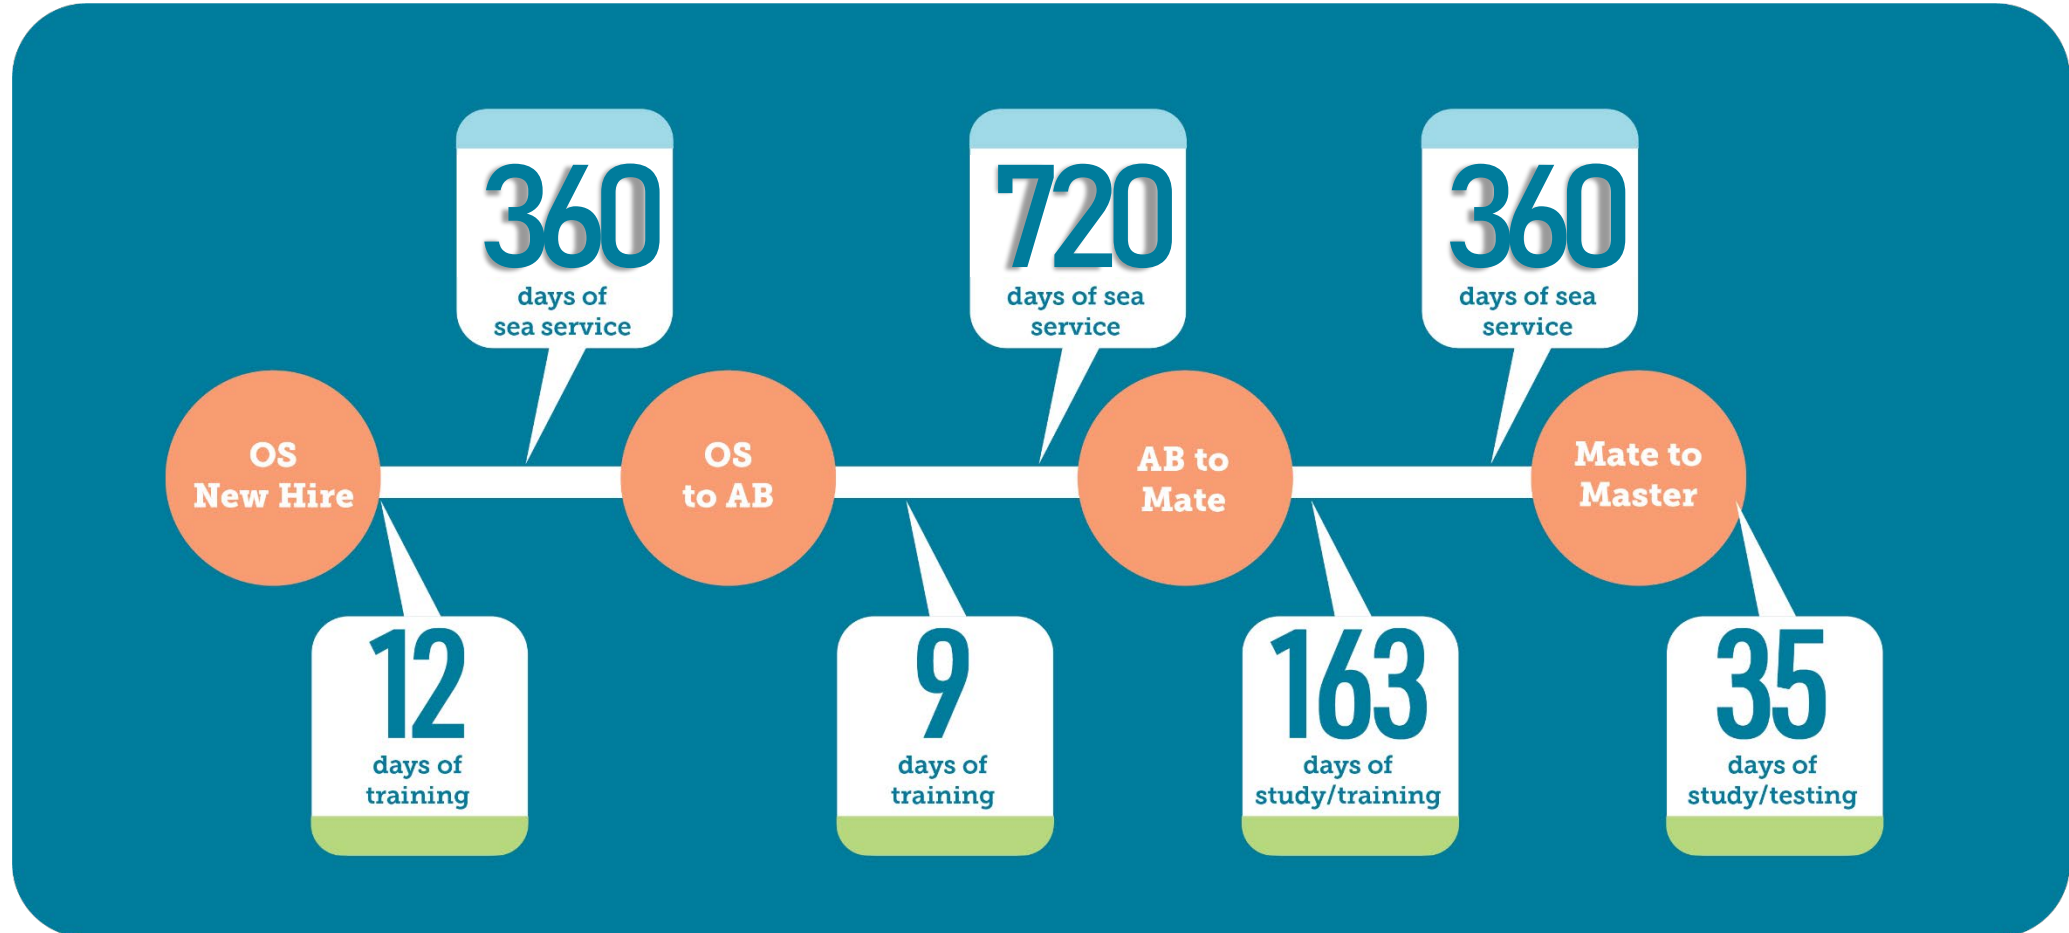 360
days of
sea service
720
days of sea
service
360
days of sea
service
OS
New Hire
OS
to AB
AB to
Mate
Mate to
Master
12
days of
training
9
days of
training
163
days of
study/training
35
days of
study/testing